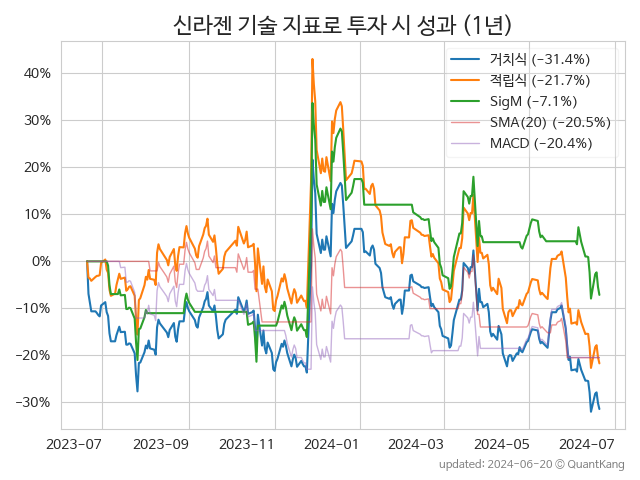 신라젠 기술 지표로 투자 시 성과 (1년)
거치식 (−31.4%)
적립식 (−21.7%)
SigM (−7.1%)
SMA(20) (−20.5%)
MACD (−20.4%)
40%
30%
20%
10%
0%
−10%
−20%
−30%
2023-07 2023-09 2023-11 2024-01 2024-03 2024-05 2024-07
updated: 2024-06-20 © QuantKang